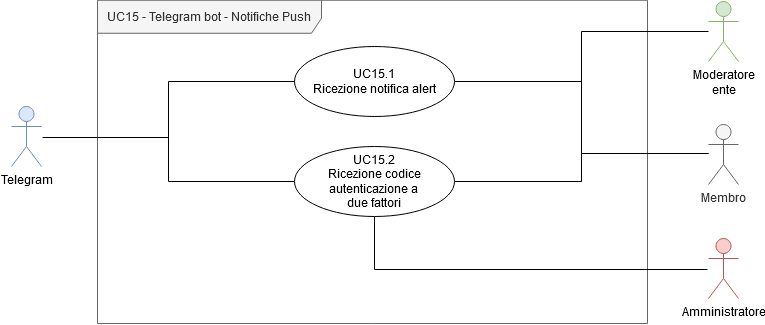 UC15 - Telegram bot - Notifiche Push
UC15.1
Ricezione notifica alert
UC15.2
Ricezione codice
autenticazione a
due fattori
Telegram
Moderatore
ente
Membro
Amministratore